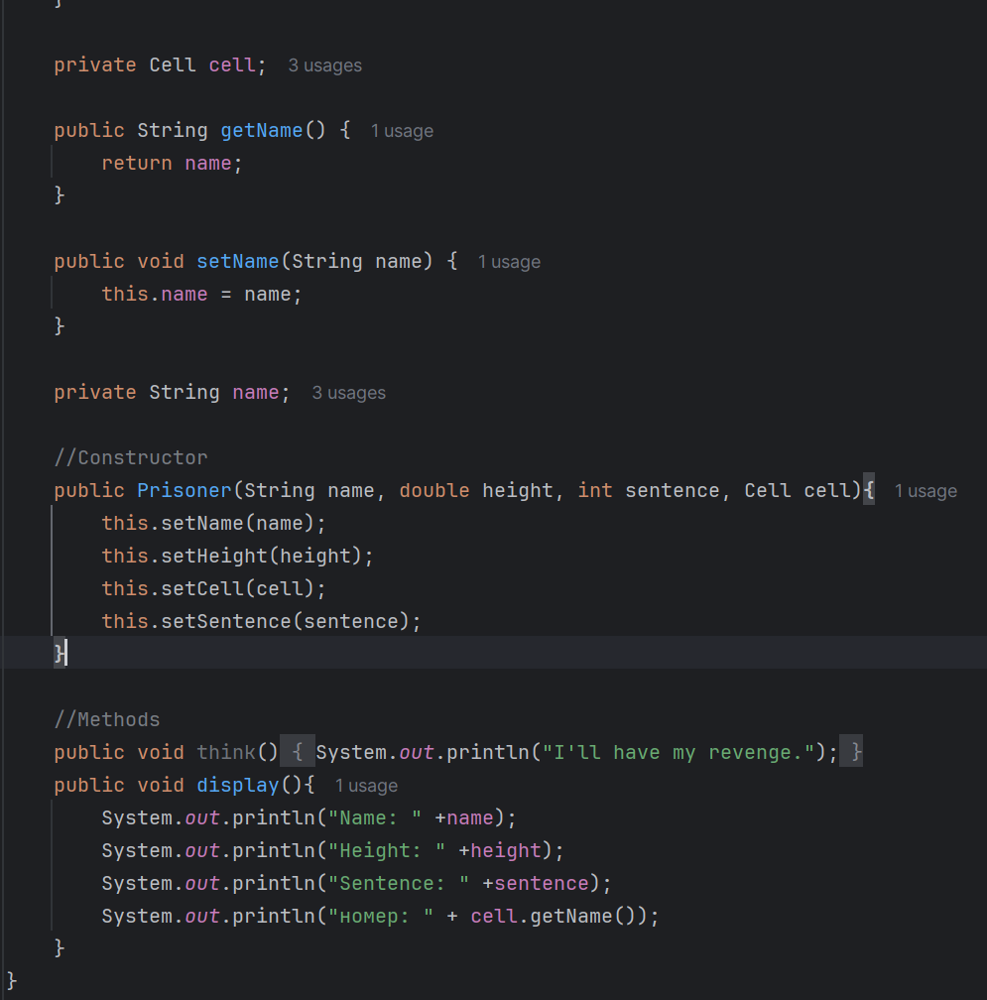 }
private Cell cell; 3 usages
public String getName() { 1 usage
return name;
}
public void setName(String name) { 1 usage
this.name = name;
}
private String name; 3 usages
//Constructor
public Prisoner(String name, double height, int sentence, Cell cell){ 1 usage
this.setName(name);
this.setHeight(height);
this.setCell(cell);
this.setSentence(sentence);
}
//Methods
public void think() { System.out.println("I'll have my revenge."); }
public void display(){ 1 usage
System.out.println("Name: " +name);
System.out.println("Height: " +height);
System.out.println("Sentence: " +sentence);
System.out.println("номер: " + cell.getName());
}
}